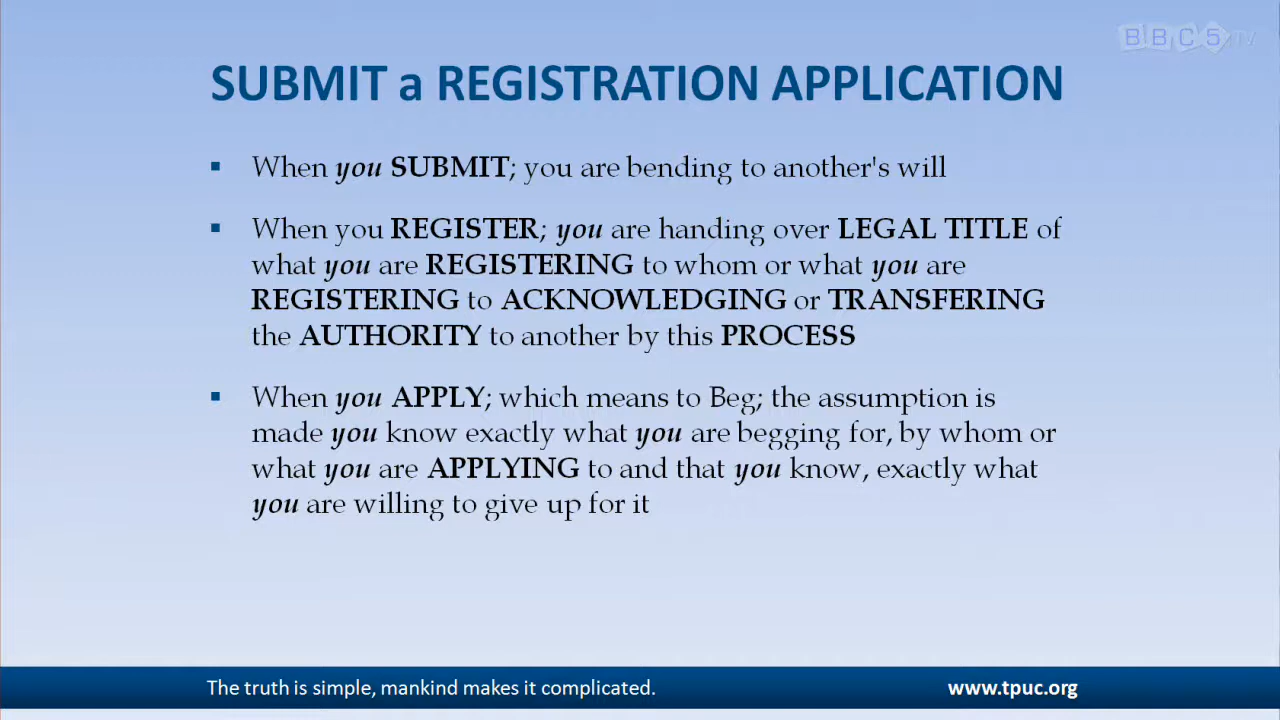 BBC5TV
SUBMIT a REGISTRATION APPLICATION
▪ When you SUBMIT; you are bending to another's will
▪ When you REGISTER; you are handing over LEGAL TITLE of
what you are REGISTERING to whom or what you are
REGISTERING to ACKNOWLEDGING or TRANSFERING
the AUTHORITY to another by this PROCESS
▪ When you APPLY; which means to Beg; the assumption is
made you know exactly what you are begging for, by whom or
what you are APPLYING to and that you know, exactly what
you are willing to give up for it
The truth is simple, mankind makes it complicated.
www.tpuc.org